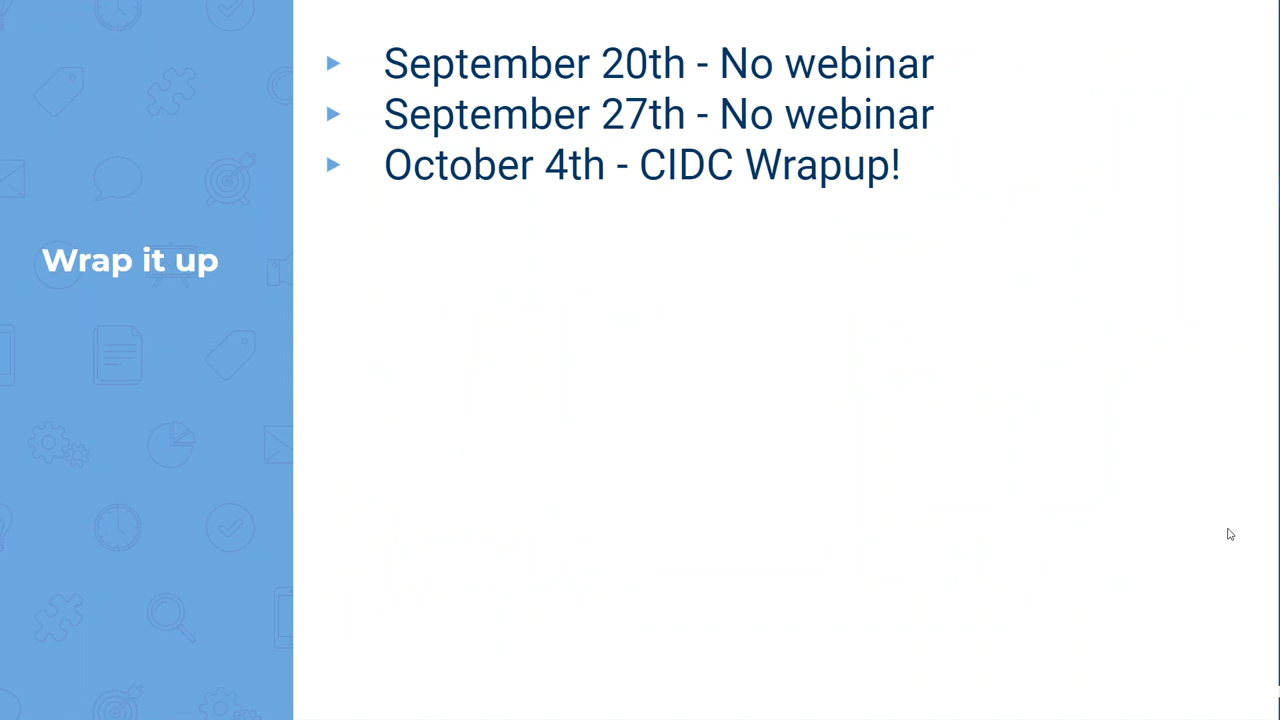 Wrap it up
September 20th - No webinar
September 27th - No webinar
October 4th - CIDC Wrapup!